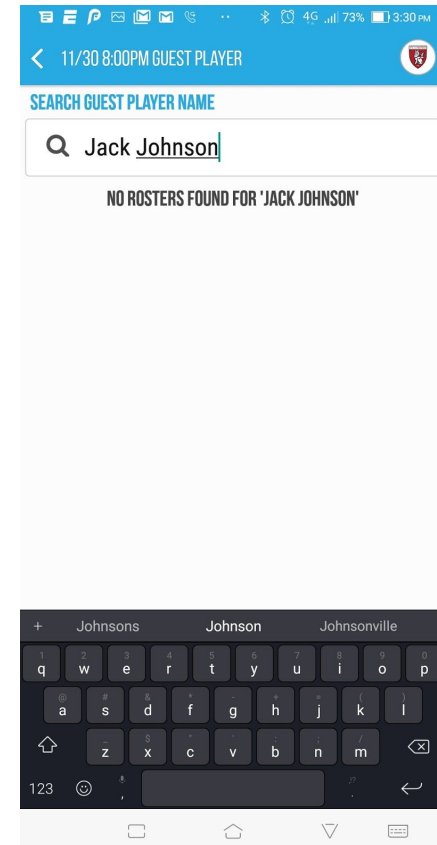 4G 73% 3:30 PM
11/30 8:00PM GUEST PLAYER
SEARCH GUEST PLAYER NAME
Jack Johnson
NO ROSTERS FOUND FOR 'JACK JOHNSON'
+ Johnsons Johnson Johnsonville
1 2 3 4 5 6 7 8 9 0
q w e r t y u i o p
@ # & * - + = ( )
a s d f g h j k l
_ $ " ' : ; /
z x c v b n m
123 , .